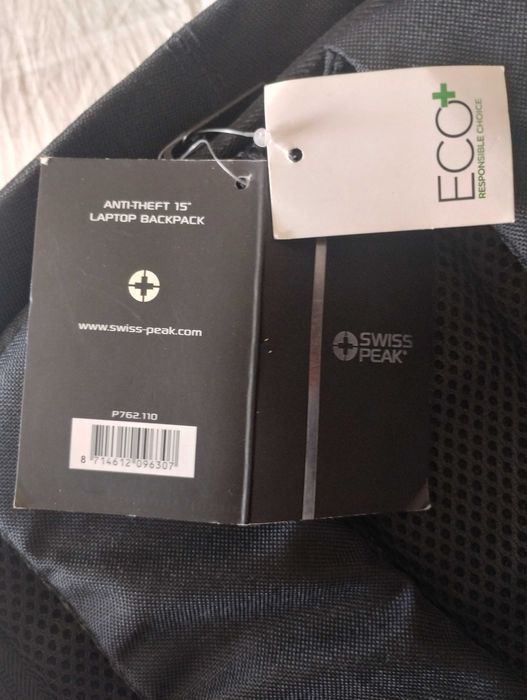 ANTI-THEFT 15"
LAPTOP BACKPACK
www.swiss-peak.com
P762.110
8 714612 096307
ECO+
RESPONSIBLE CHOICE
SWISS
PEAK®